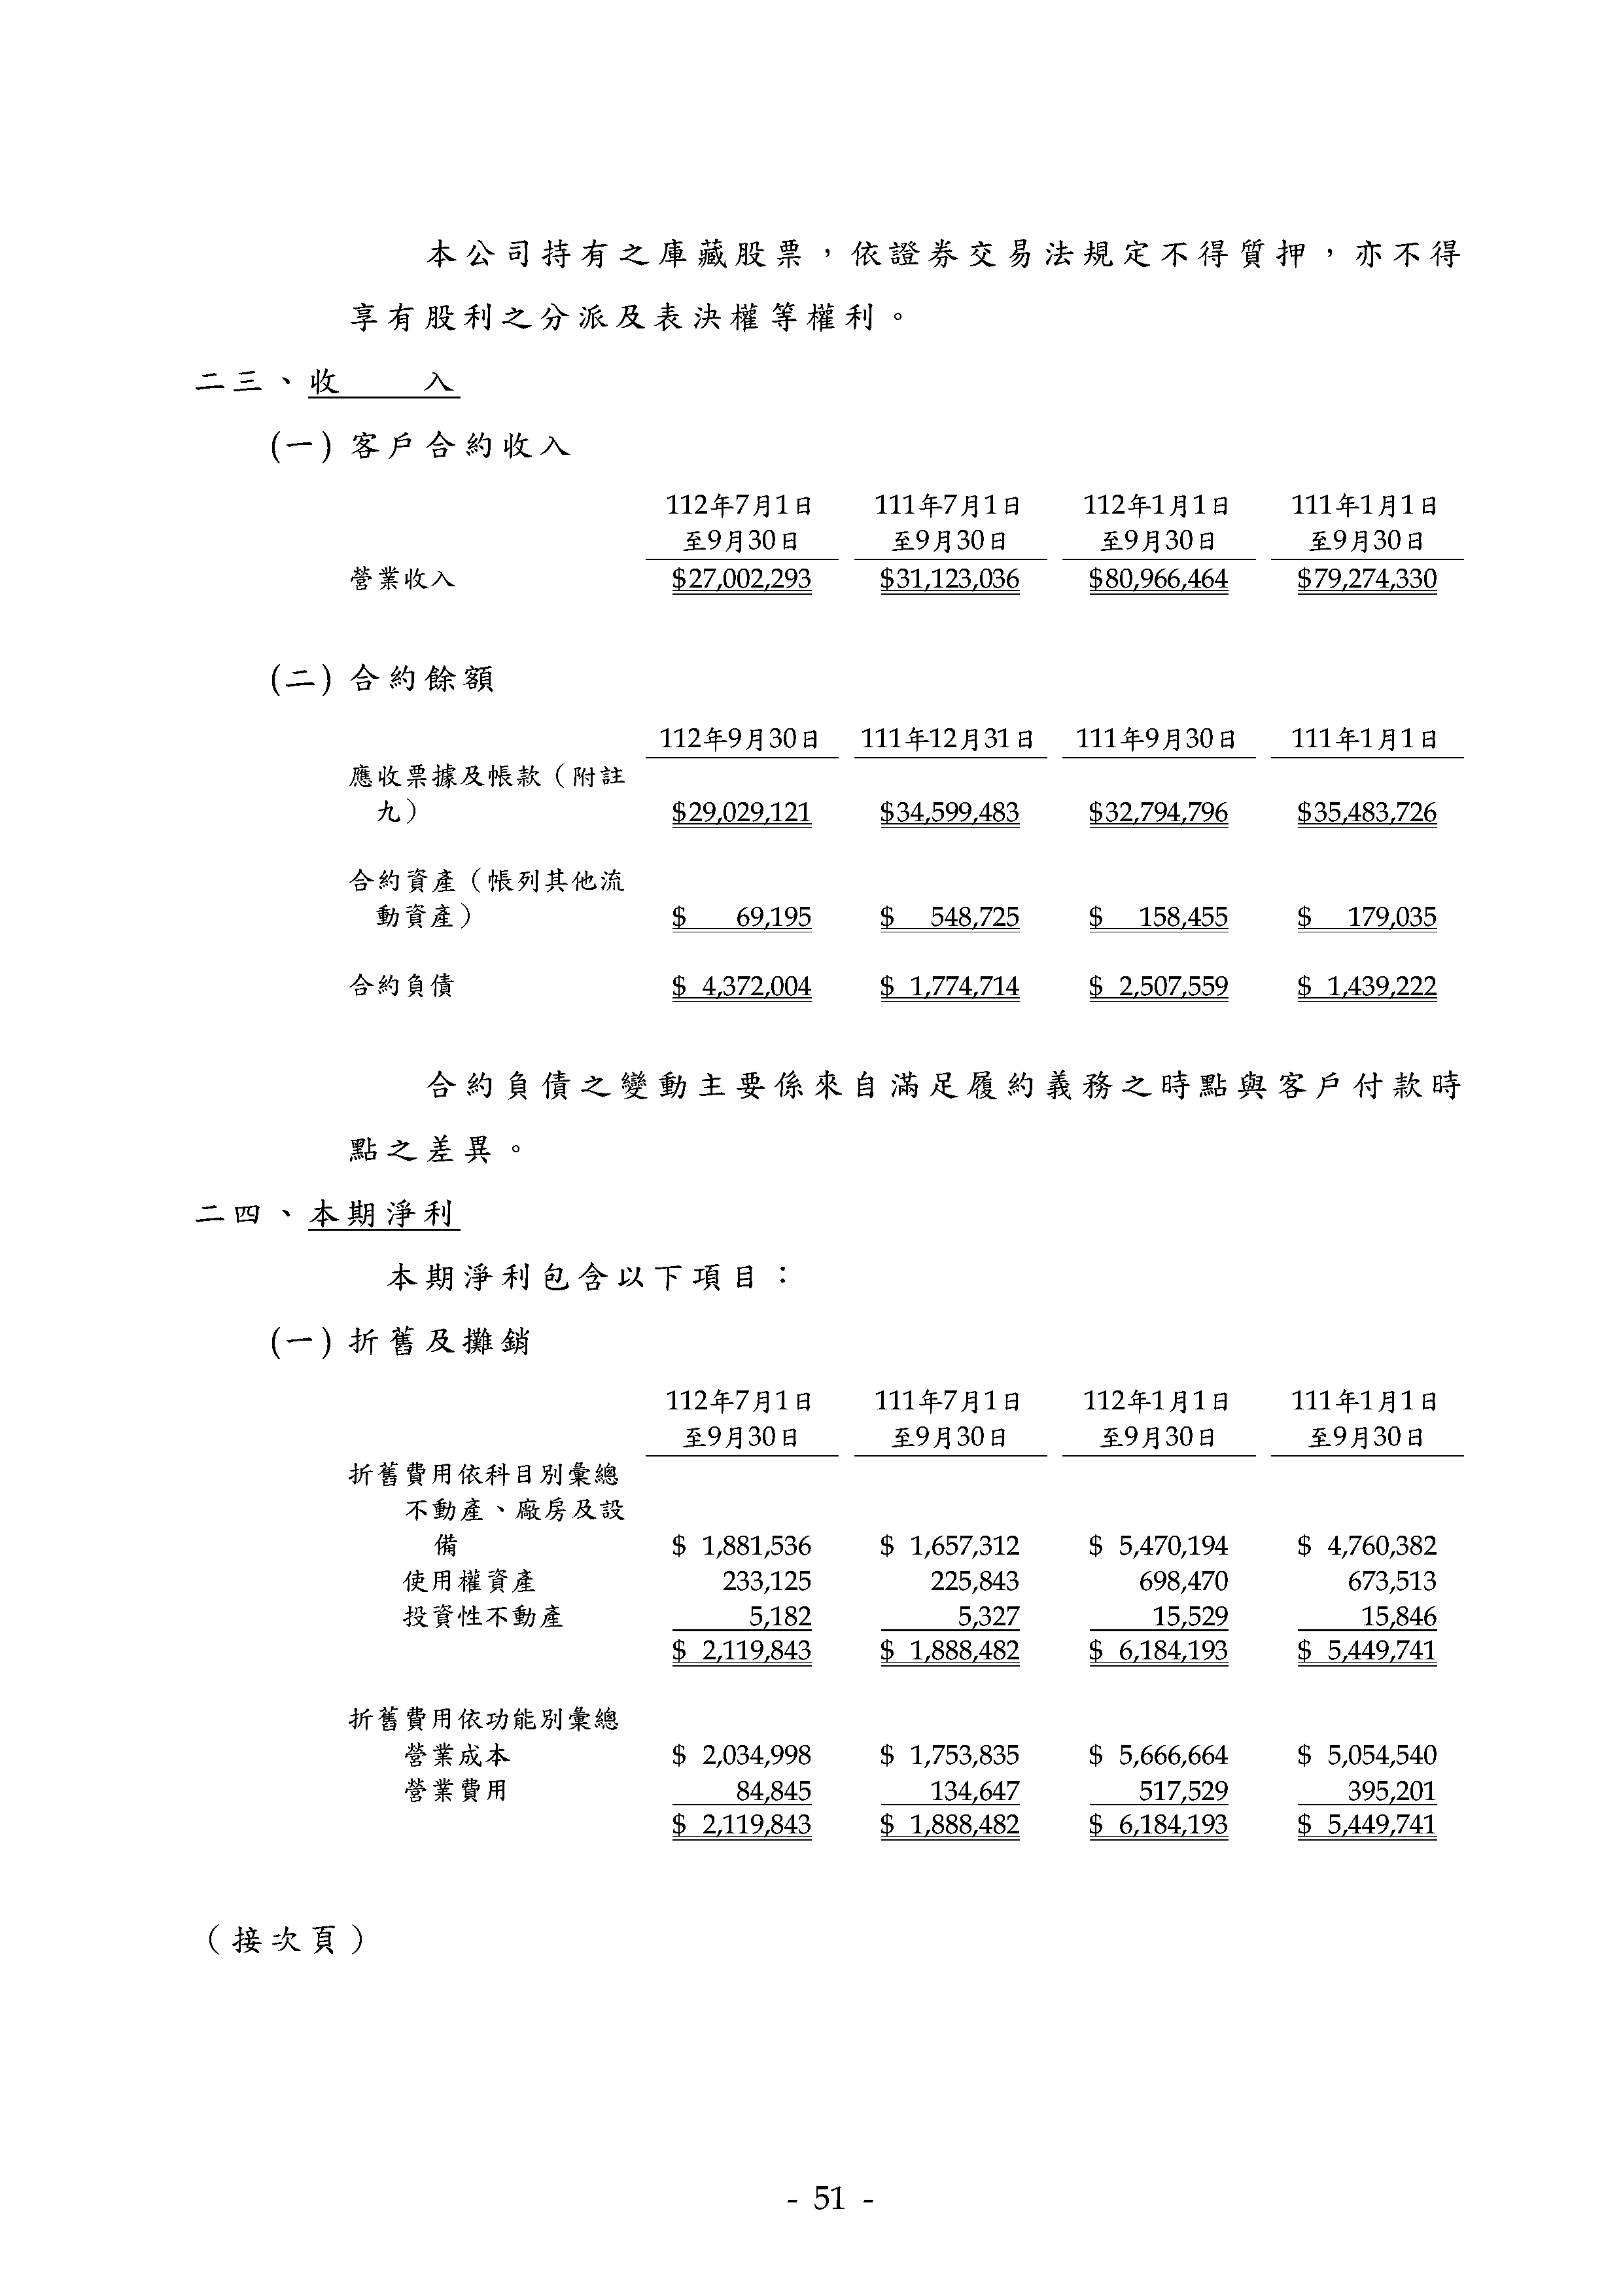 本公司持有之庫藏股票，依證券交易法規定不得質押，亦不得
享有股利之分派及表決權等權利。
二三、收　　入
(一) 客戶合約收入
112年7月1日 111年7月1日 112年1月1日 111年1月1日
至9月30日 至9月30日 至9月30日 至9月30日
營業收入 $27,002,293 $31,123,036 $80,966,464 $79,274,330
(二) 合約餘額
112年9月30日 111年12月31日 111年9月30日 111年1月1日
應收票據及帳款（附註
九） $29,029,121 $34,599,483 $32,794,796 $35,483,726
合約資產（帳列其他流
動資產） $ 69,195 $ 548,725 $ 158,455 $ 179,035
合約負債 $ 4,372,004 $ 1,774,714 $ 2,507,559 $ 1,439,222
合約負債之變動主要係來自滿足履約義務之時點與客戶付款時
點之差異。
二四、本期淨利
本期淨利包含以下項目：
(一) 折舊及攤銷
112年7月1日 111年7月1日 112年1月1日 111年1月1日
至9月30日 至9月30日 至9月30日 至9月30日
折舊費用依科目別彙總
不動產、廠房及設
備 $ 1,881,536 $ 1,657,312 $ 5,470,194 $ 4,760,382
使用權資產 233,125 225,843 698,470 673,513
投資性不動產 5,182 5,327 15,529 15,846
$ 2,119,843 $ 1,888,482 $ 6,184,193 $ 5,449,741
折舊費用依功能別彙總
營業成本 $ 2,034,998 $ 1,753,835 $ 5,666,664 $ 5,054,540
營業費用 84,845 134,647 517,529 395,201
$ 2,119,843 $ 1,888,482 $ 6,184,193 $ 5,449,741
（接次頁）
- 51 -